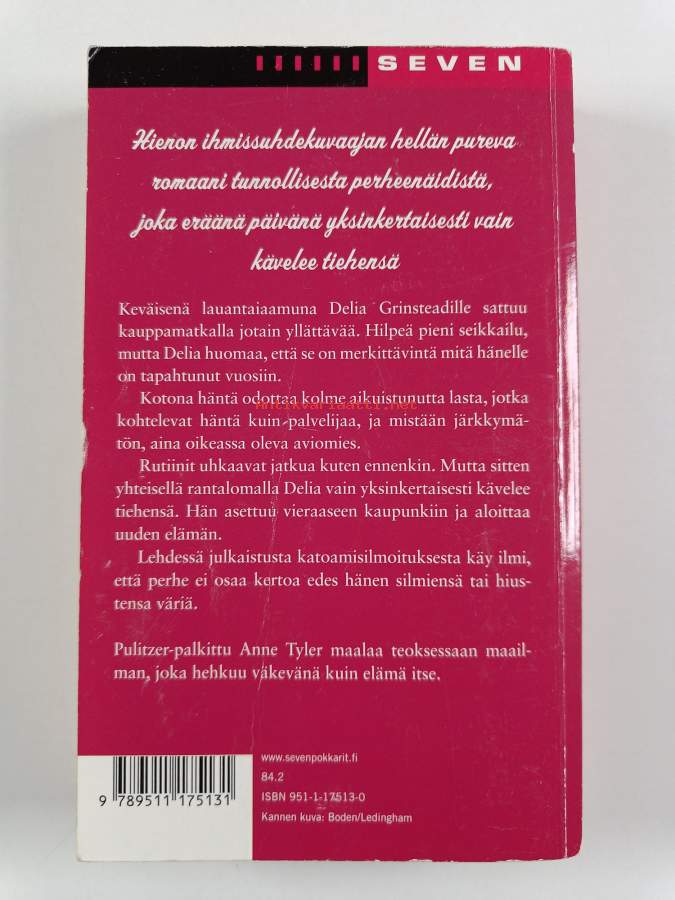 SEVEN
Hienon ihmissuhdekuvaajan hellän pureva
romaani tunnollisesta perheenäidistä,
joka eräänä päivänä yksinkertaisesti vain
kävelee tiehensä
Keväisenä lauantaiaamuna Delia Grinsteadille sattuu
kauppamatkalla jotain yllättävää. Hilpeä pieni seikkailu,
mutta Delia huomaa, että se on merkittävintä mitä hänelle
on tapahtunut vuosiin.
Kotona häntä odottaa kolme aikuistunutta lasta, jotka
kohtelevat häntä kuin palvelijaa, ja mistään järkkymä-
tön, aina oikeassa oleva aviomies.
Rutiinit uhkaavat jatkua kuten ennenkin. Mutta sitten
yhteisellä rantalomalla Delia vain yksinkertaisesti kävelee
tiehensä. Hän asettuu vieraaseen kaupunkiin ja aloittaa
uuden elämän.
Lehdessä julkaistusta katoamisilmoituksesta käy ilmi,
että perhe ei osaa kertoa edes hänen silmiensä tai hius-
tensa väriä.
Pulitzer-palkittu Anne Tyler maalaa teoksessaan maail-
man, joka hehkuu väkevänä kuin elämä itse.
www.sevenpokkarit.fi
84.2
ISBN 951-1-17513-0
Kannen kuva: Boden/Ledingham
9 789511 175131
antikvariaatti.net